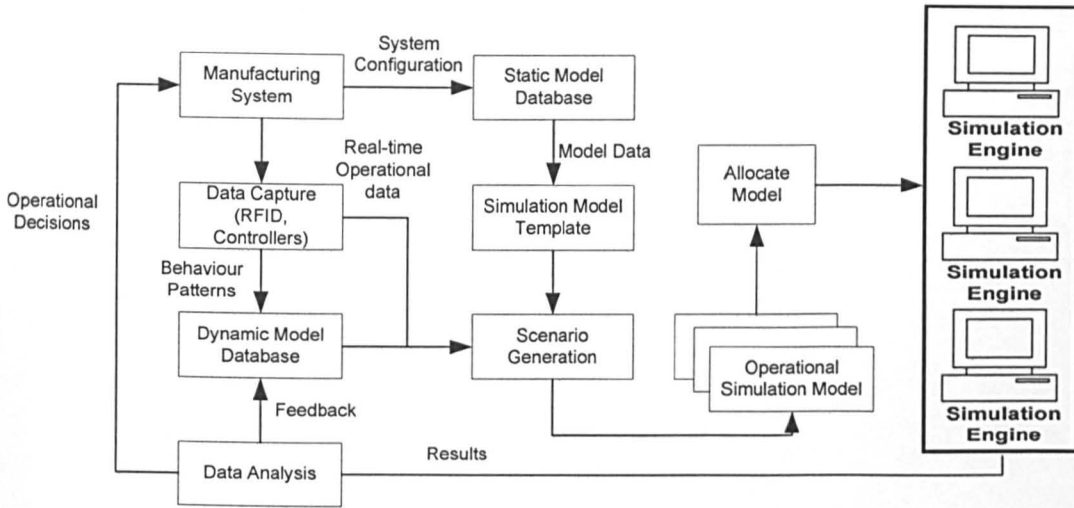 System
Configuration
Manufacturing
System
Static Model
Database
Simulation
Engine
Real-time
Operational
data
Model Data
Allocate
Model
Operational
Decisions
Data Capture
(RFID,
Controllers)
Simulation Model
Template
Simulation
Engine
Behaviour
Patterns
Dynamic Model
Database
Scenario
Generation
Operational
Simulation Model
Feedback
Simulation
Engine
Data Analysis
Results